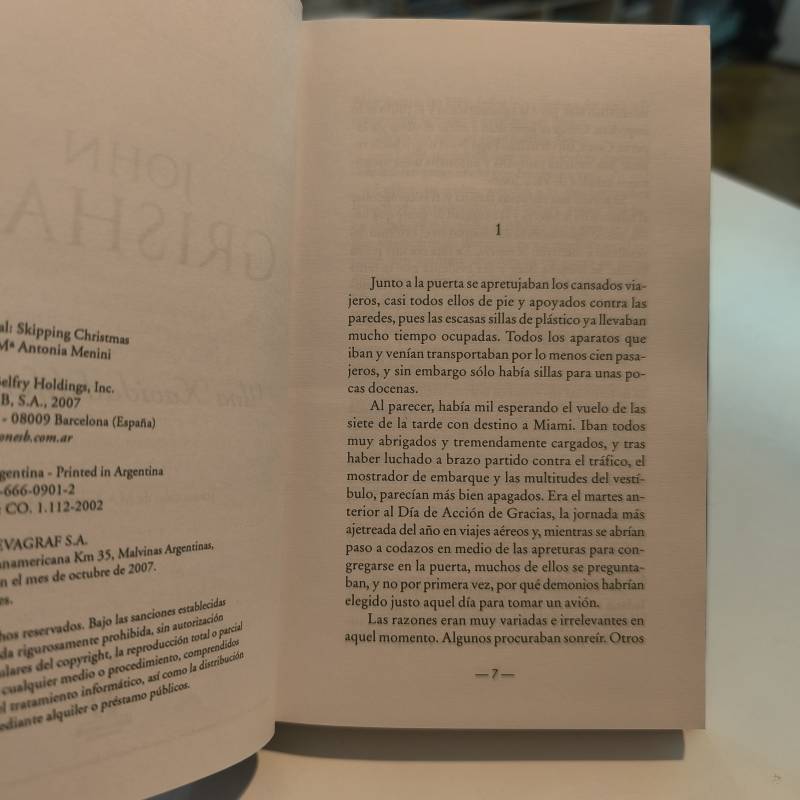 JOHN
GRISHA
al: Skipping Christmas
Mª Antonia Menini
Belfry Holdings, Inc.
B, S.A., 2007
- 08009 Barcelona (España)
onesb.com.ar
gentina - Printed in Argentina
-666-0901-2
CO. 1.112-2002
EVAGRAF S.A.
namericana Km 35, Malvinas Argentinas,
n el mes de octubre de 2007.
es.
hos reservados. Bajo las sanciones establecidas
da rigurosamente prohibida, sin autorización
ulares del copyright, la reproducción total o parcial
cualquier medio o procedimiento, comprendidos
el tratamiento informático, así como la distribución
ediante alquiler o préstamo públicos.
1
Junto a la puerta se apretujaban los cansados via-
jeros, casi todos ellos de pie y apoyados contra las
paredes, pues las escasas sillas de plástico ya llevaban
mucho tiempo ocupadas. Todos los aparatos que
iban y venían transportaban por lo menos cien pasa-
jeros, y sin embargo sólo había sillas para unas po-
cas docenas.
Al parecer, había mil esperando el vuelo de las
siete de la tarde con destino a Miami. Iban todos
muy abrigados y tremendamente cargados, y tras
haber luchado a brazo partido contra el tráfico, el
mostrador de embarque y las multitudes del vestí-
bulo, parecían más bien apagados. Era el martes an-
terior al Día de Acción de Gracias, la jornada más
ajetreada del año en viajes aéreos y, mientras se abrían
paso a codazos en medio de las apreturas para con-
gregarse en la puerta, muchos de ellos se pregunta-
ban, y no por primera vez, por qué demonios habrían
elegido justo aquel día para tomar un avión.
Las razones eran muy variadas e irrelevantes en
aquel momento. Algunos procuraban sonreír. Otros
— 7 —